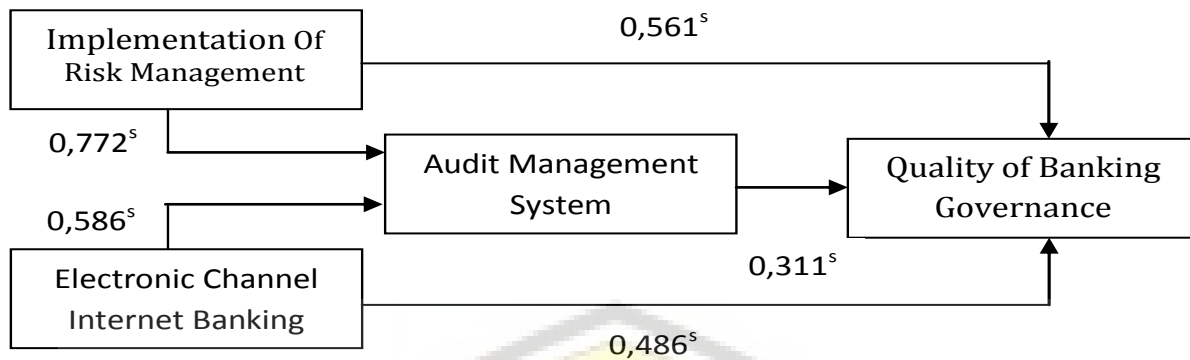 Implementation Of
Risk Management
0,561ˢ
0,772ˢ
Audit Management
System
Quality of Banking
Governance
0,586ˢ
Electronic Channel
Internet Banking
0,311ˢ
0,486ˢ